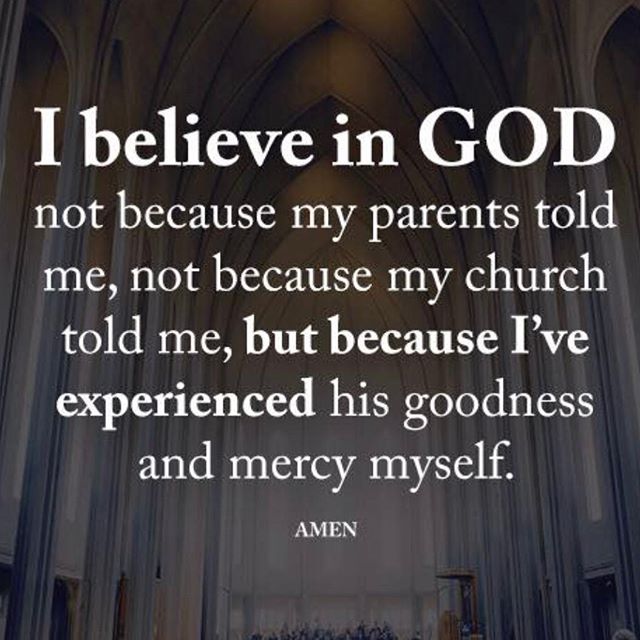 I believe in GOD
not because my parents told
me, not because my church
told me, but because I've
experienced his goodness
and mercy myself.
AMEN